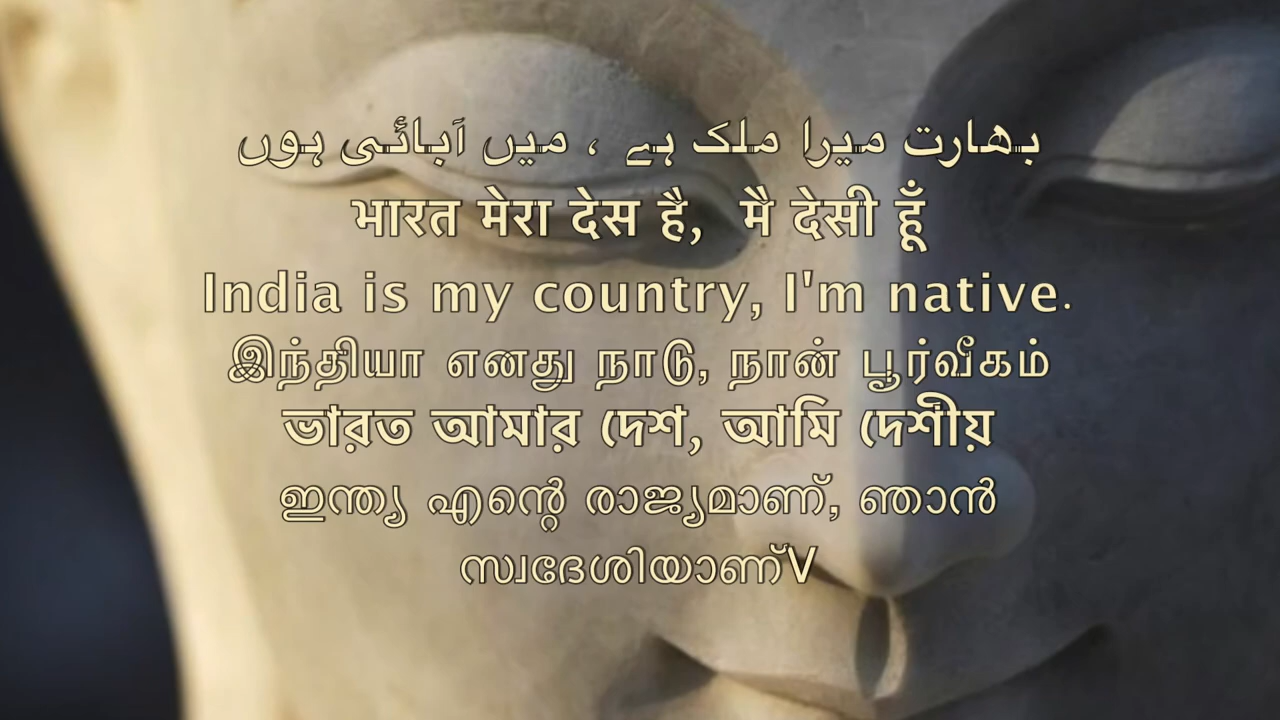 بھارت میرا ملک ہے ، میں آبائی ہوں
भारत मेरा देस है, मै देसी हूँ
India is my country, I'm native.
இந்தியா எனது நாடு, நான் பூர்வீகம்
ভারত আমার দেশ, আমি দেশীয়
ഇന്ത്യ എന്റെ രാജ്യമാണ്, ഞാൻ
സ്വദേശിയാണ്V